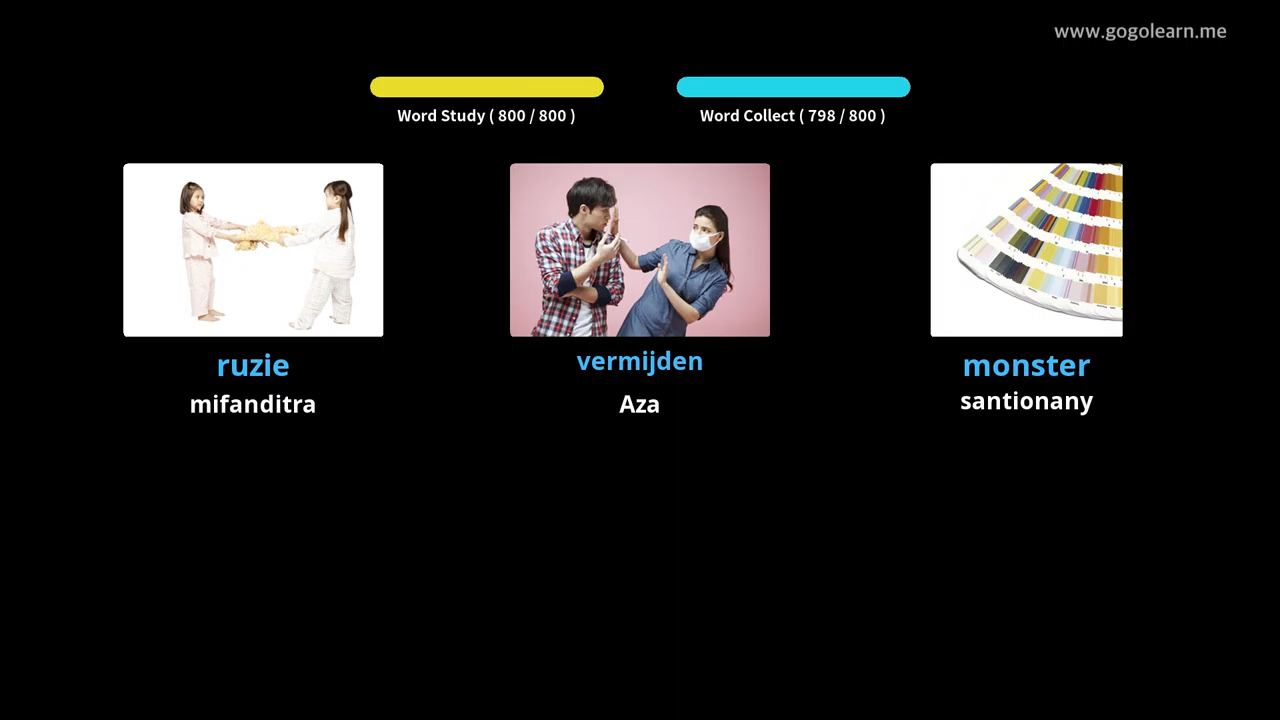 www.gogolearn.me
Word Study ( 800 / 800 )
Word Collect ( 798 / 800 )
ruzie
mifanditra
vermijden
Aza
monster
santionany